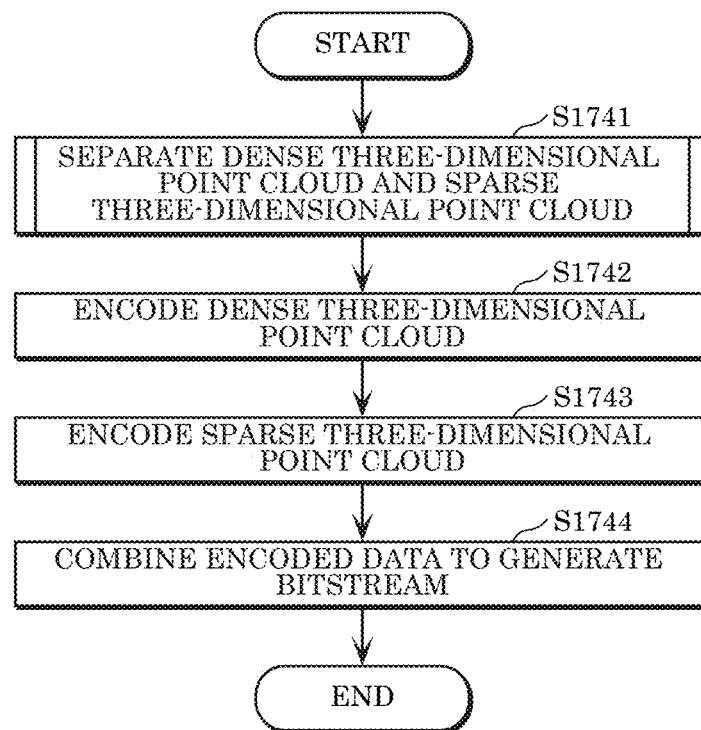 START
S1741
SEPARATE DENSE THREE-DIMENSIONAL
POINT CLOUD AND SPARSE
THREE-DIMENSIONAL POINT CLOUD
S1742
ENCODE DENSE THREE-DIMENSIONAL
POINT CLOUD
S1743
ENCODE SPARSE THREE-DIMENSIONAL
POINT CLOUD
S1744
COMBINE ENCODED DATA TO GENERATE
BITSTREAM
END